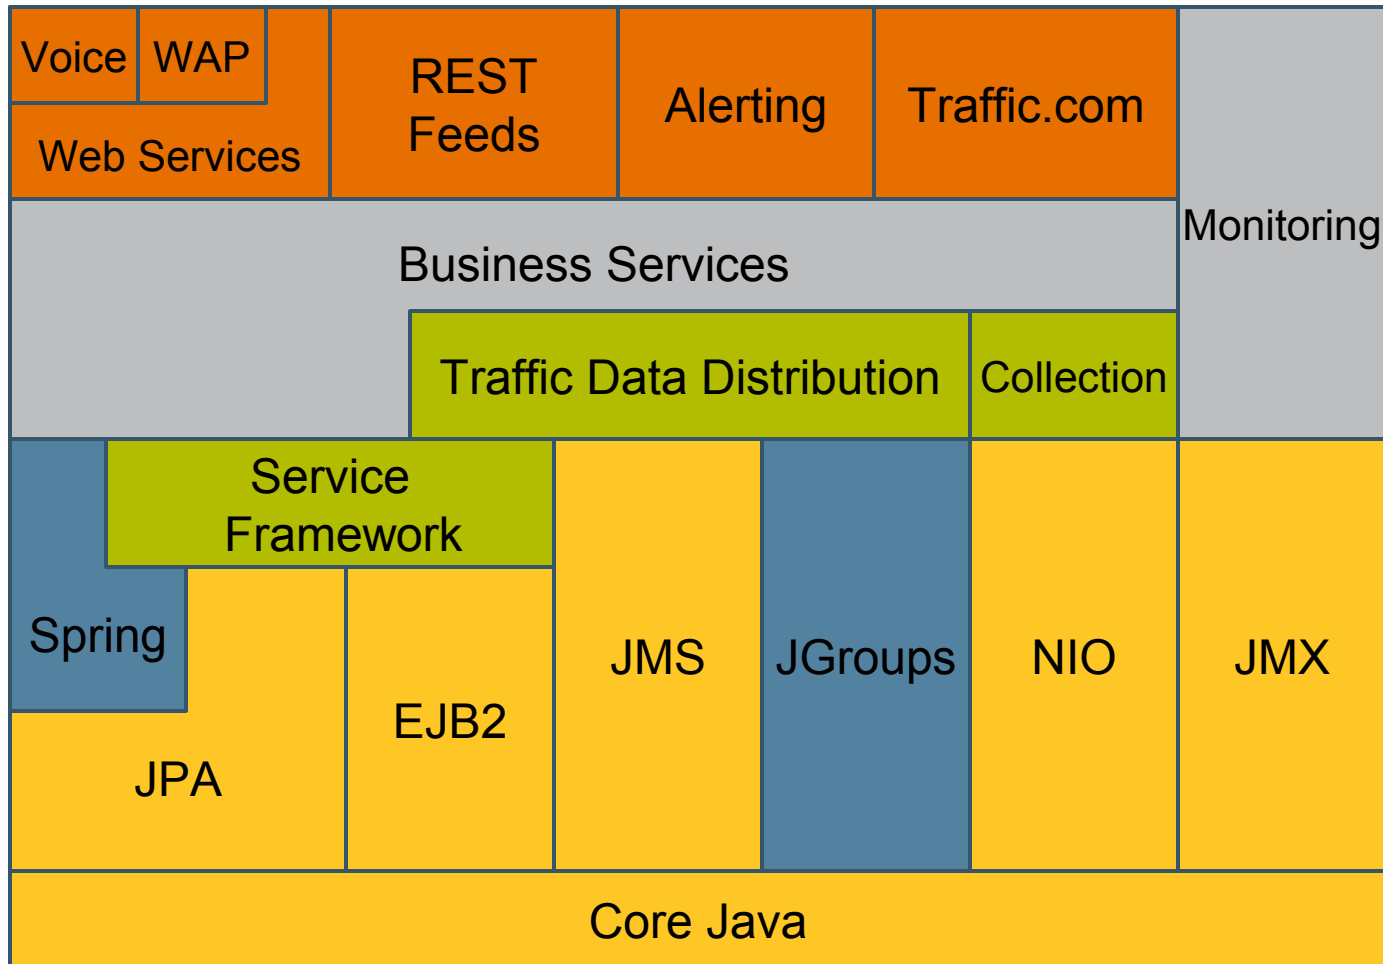 Voice
WAP
Web Services
REST
Feeds
Alerting
Traffic.com
Monitoring
Business Services
Traffic Data Distribution
Collection
Service
Framework
Spring
JPA
EJB2
JMS
JGroups
NIO
JMX
Core Java